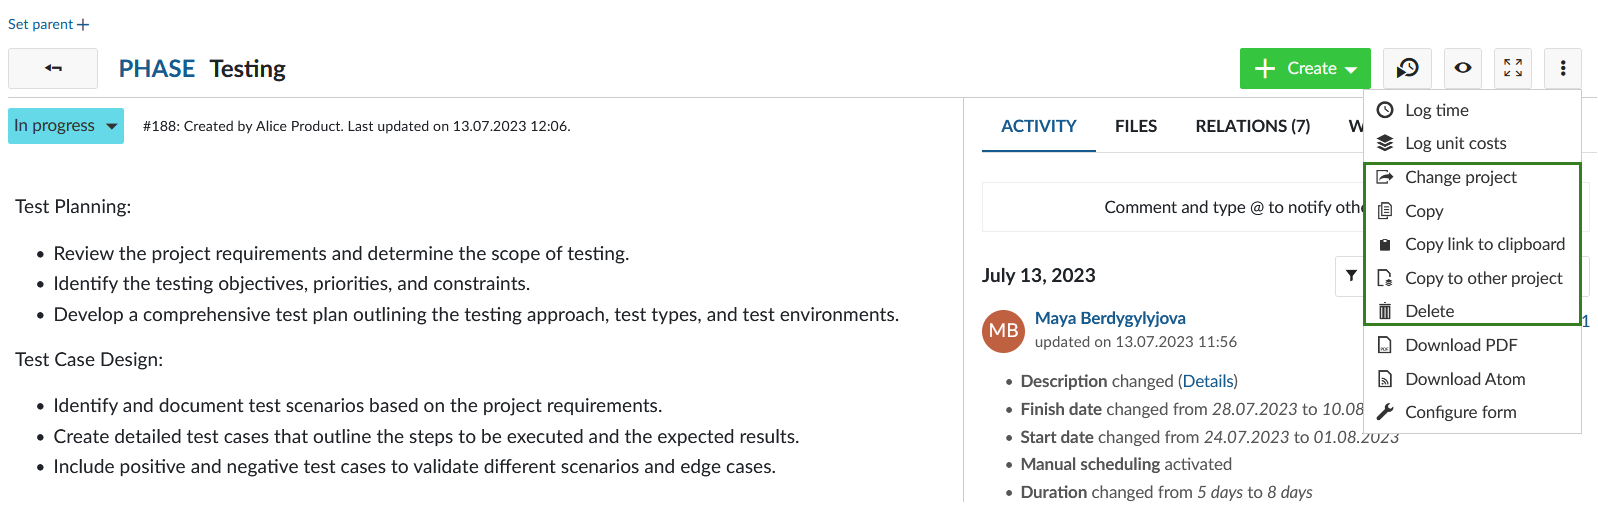 Set parent +
PHASE Testing
Create
In progress
#188: Created by Alice Product. Last updated on 13.07.2023 12:06.
Test Planning:
• Review the project requirements and determine the scope of testing.
• Identify the testing objectives, priorities, and constraints.
• Develop a comprehensive test plan outlining the testing approach, test types, and test environments.
Test Case Design:
• Identify and document test scenarios based on the project requirements.
• Create detailed test cases that outline the steps to be executed and the expected results.
• Include positive and negative test cases to validate different scenarios and edge cases.
ACTIVITY FILES RELATIONS (7) W
Comment and type @ to notify othe
July 13, 2023
MB
Maya Berdygylyjova
updated on 13.07.2023 11:56
1
• Description changed (Details)
• Finish date changed from 28.07.2023 to 10.08
• Start date changed from 24.07.2023 to 01.08.2023
• Manual scheduling activated
• Duration changed from 5 days to 8 days
Log time
Log unit costs
Change project
Copy
Copy link to clipboard
Copy to other project
Delete
Download PDF
Download Atom
Configure form